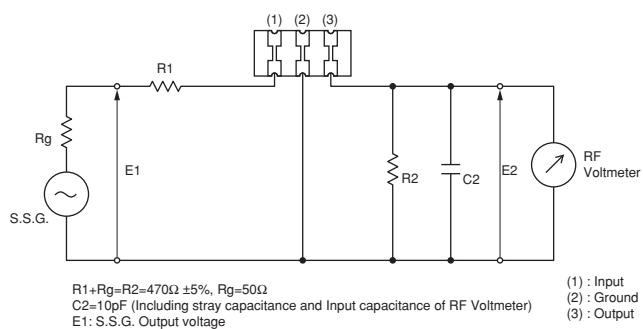 (1) (2) (3)
R1
Rg
E1
R2
C2
E2
RF
Voltmeter
S.S.G.
R1+Rg=R2=470Ω ±5%, Rg=50Ω
C2=10pF (Including stray capacitance and Input capacitance of RF Voltmeter)
E1: S.S.G. Output voltage
(1) : Input
(2) : Ground
(3) : Output